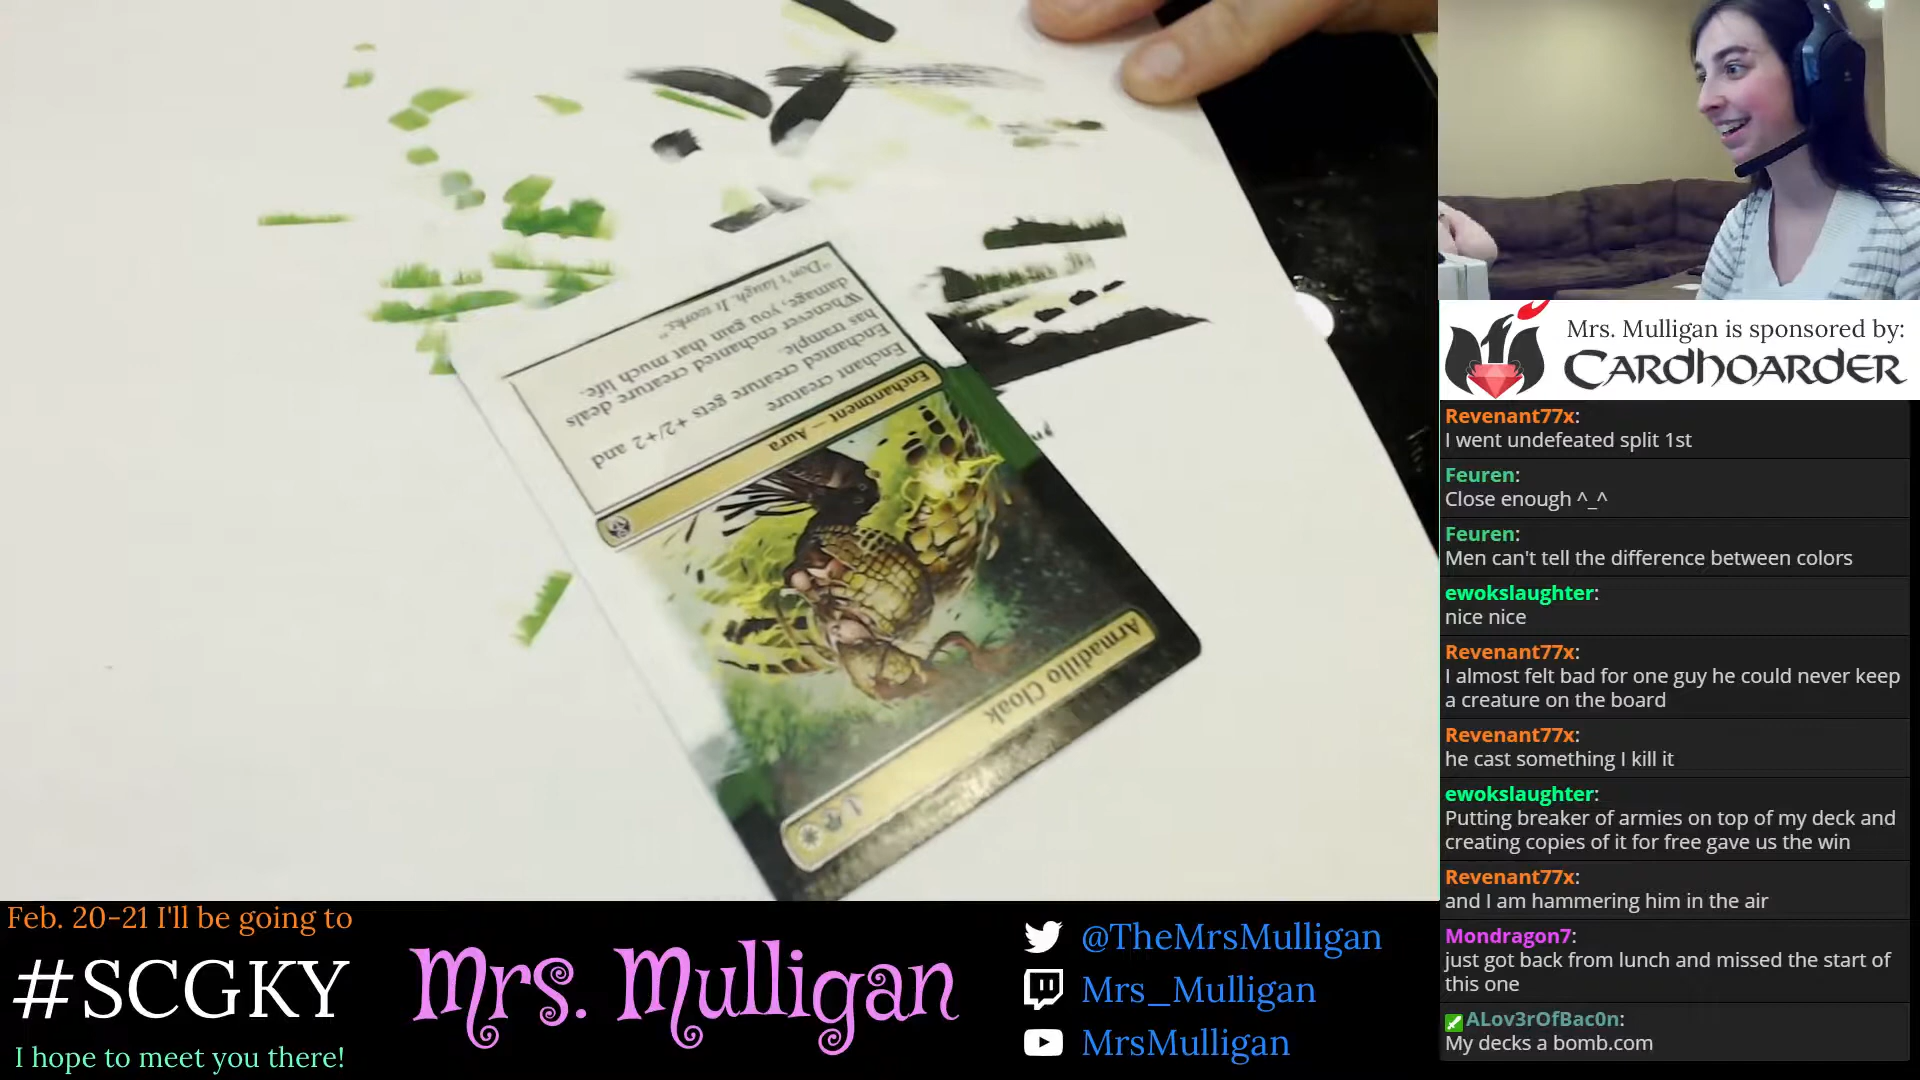 "Don't laugh. It works."
damage, you gain that much life.
Whenever enchanted creature deals
has trample.
Enchanted creature gets +2/+2 and
Enchant creature
Enchantment — Aura
Armadillo Cloak
1
Mrs. Mulligan is sponsored by:
CARDHOARDER
Revenant77x:
I went undefeated split 1st
Feuren:
Close enough ^_^
Feuren:
Men can't tell the difference between colors
ewokslaughter:
nice nice
Revenant77x:
I almost felt bad for one guy he could never keep
a creature on the board
Revenant77x:
he cast something I kill it
ewokslaughter:
Putting breaker of armies on top of my deck and
creating copies of it for free gave us the win
Revenant77x:
and I am hammering him in the air
Mondragon7:
just got back from lunch and missed the start of
this one
ALov3rOfBac0n:
My decks a bomb.com
Feb. 20-21 I'll be going to
#SCGKY
I hope to meet you there!
Mrs. Mulligan
@TheMrsMulligan
Mrs_Mulligan
MrsMulligan